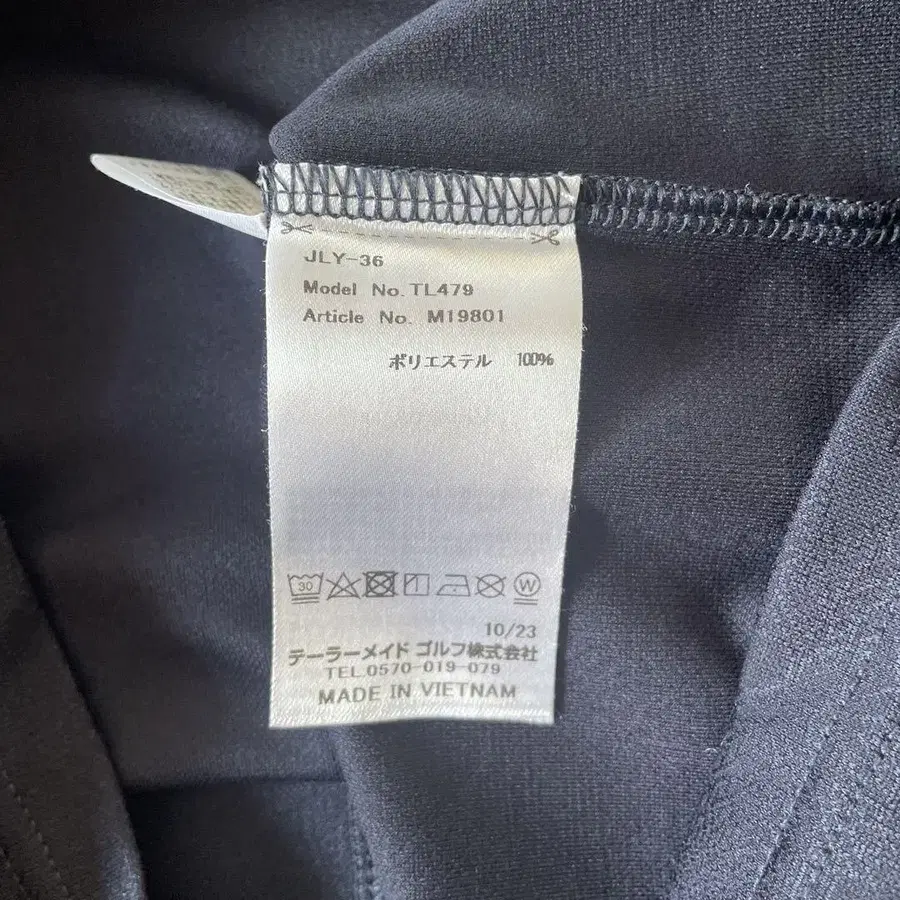 JLY-36
Model No. TL479
Article No. M19801
ポリエステル 100%
30
W
10/23
テーラーメイド ゴルフ株式会社
TEL.0570-019-079
MADE IN VIETNAM